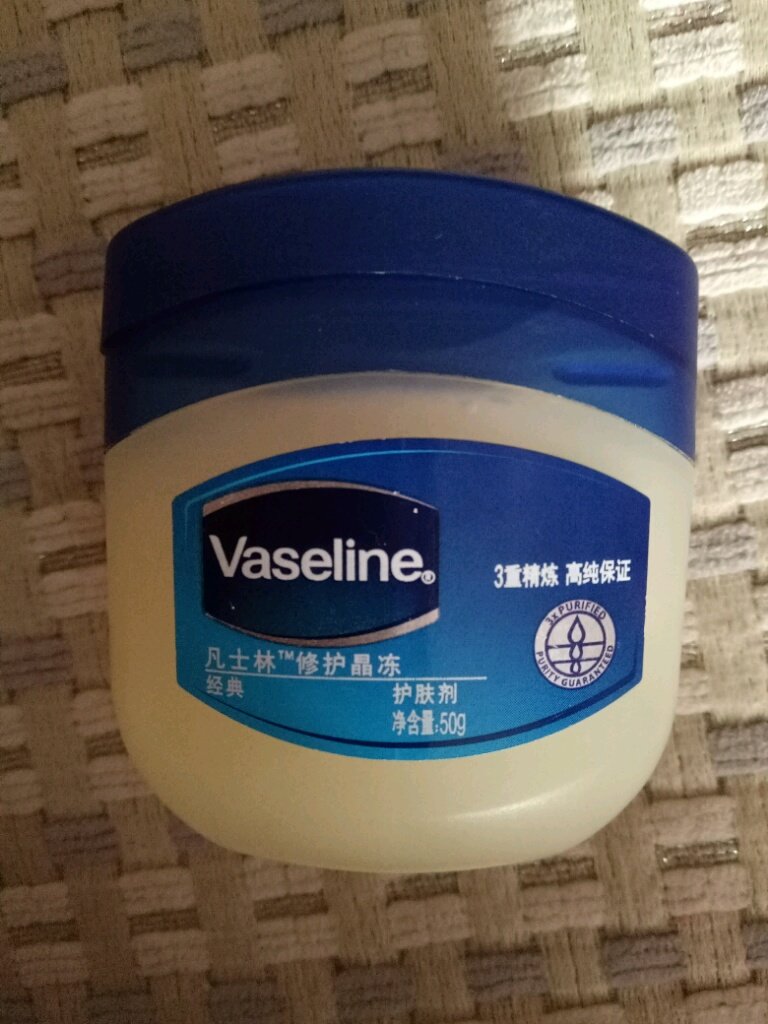 Vaseline®
3重精炼 高纯保证
3x PURIFIED
PURITY GUARANTEED
凡士林™修护晶冻
经典 护肤剂
净含量:50g